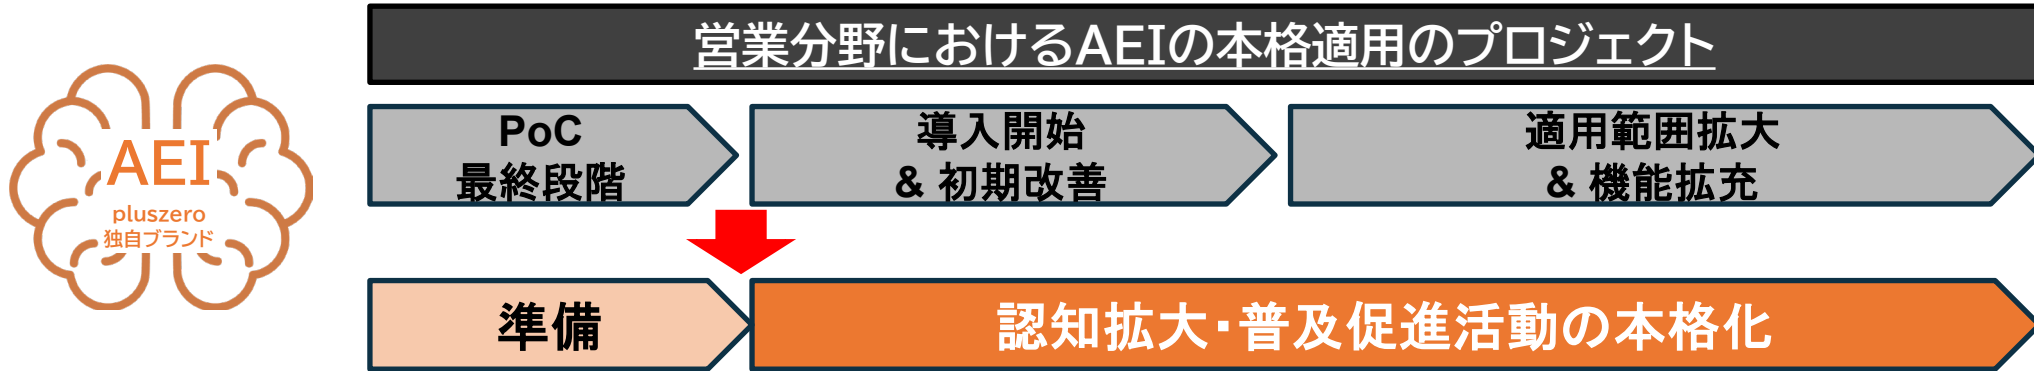 営業分野におけるAEIの本格適用のプロジェクト
AEI
pluszero
独自ブランド
PoC
最終段階
導入開始
& 初期改善
適用範囲拡大
& 機能拡充
準備
認知拡大・普及促進活動の本格化